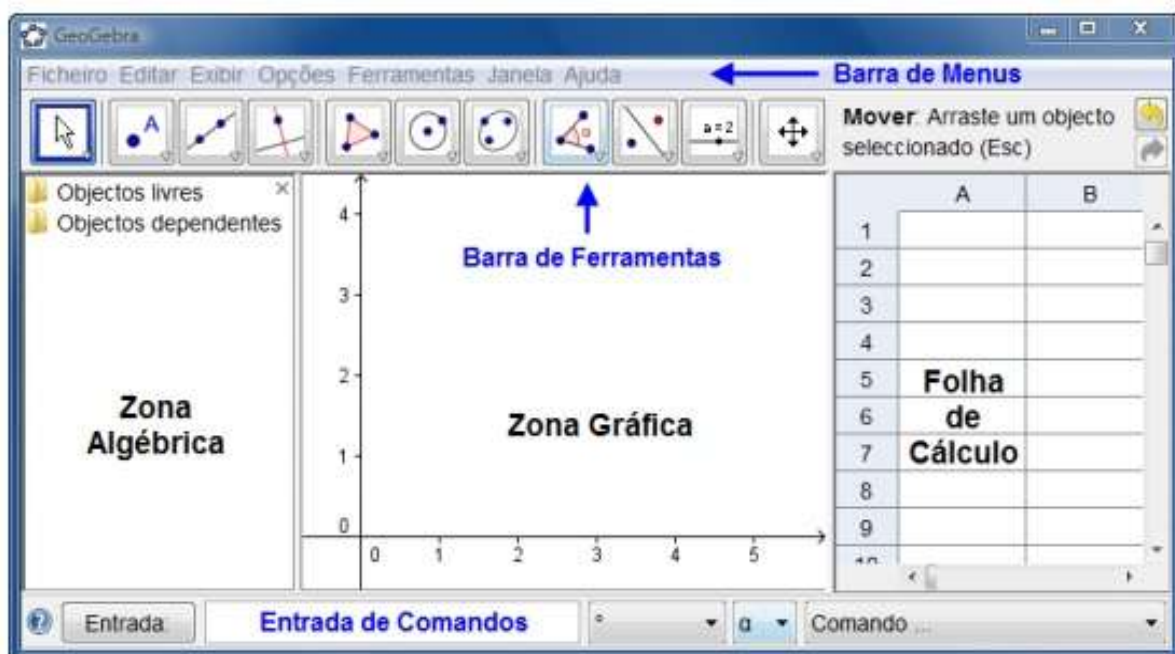 GeoGebra
Ficheiro Editar Exibir Opções Ferramentas Janela Ajuda
Barra de Menus
A
α
a = 2
Mover: Arraste um objecto
seleccionado (Esc)
Objectos livres
Objectos dependentes
Zona
Algébrica
4
3
2
1
0
0 1 2 3 4 5
Barra de Ferramentas
Zona Gráfica
A B
1
2
3
4
5
6
7
8
9
10
Folha
de
Cálculo
Entrada:
Entrada de Comandos
°
α
Comando ...